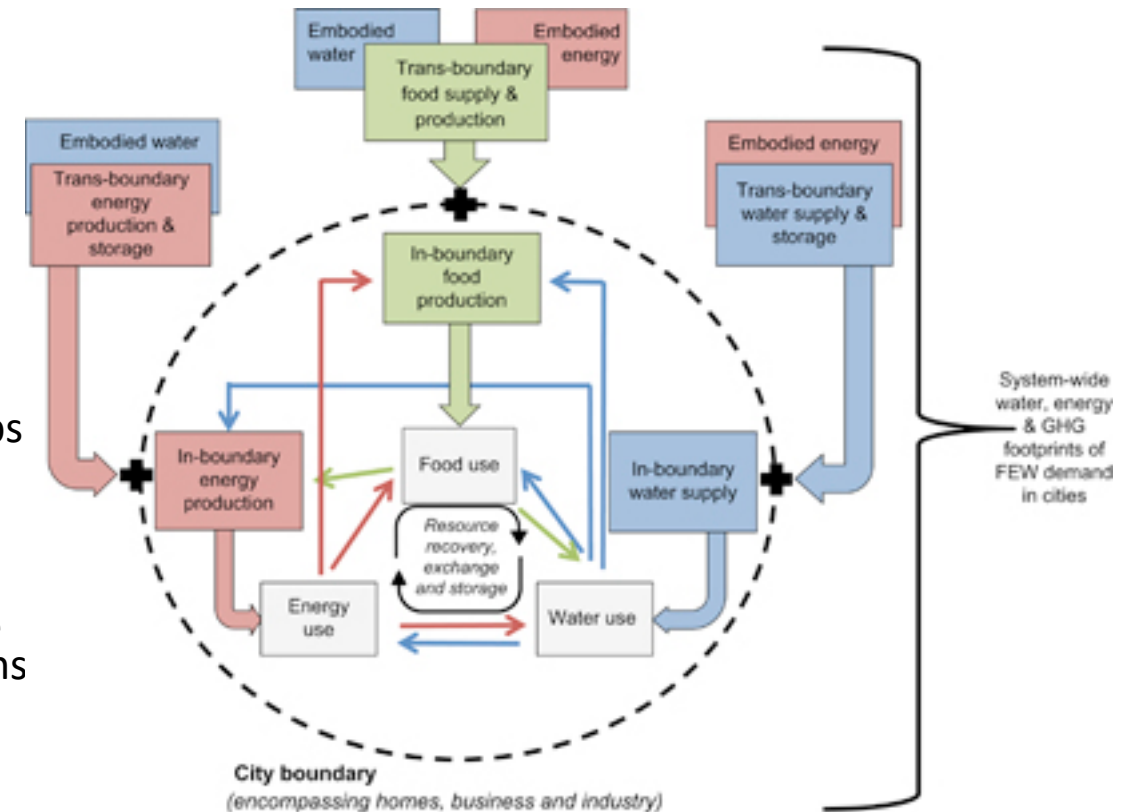 Embodied
water
Embodied
energy
Trans-boundary
food supply &
production
Embodied water
Trans-boundary
energy
production &
storage
Embodied energy
Trans-boundary
water supply &
storage
In-boundary
food
production
System-wide
water, energy
& GHG
footprints of
FEW demand
in cities
In-boundary
energy
production
Food use
In-boundary
water supply
Resource
recovery,
exchange
and storage
Energy
use
Water use
City boundary
(encompassing homes, business and industry)